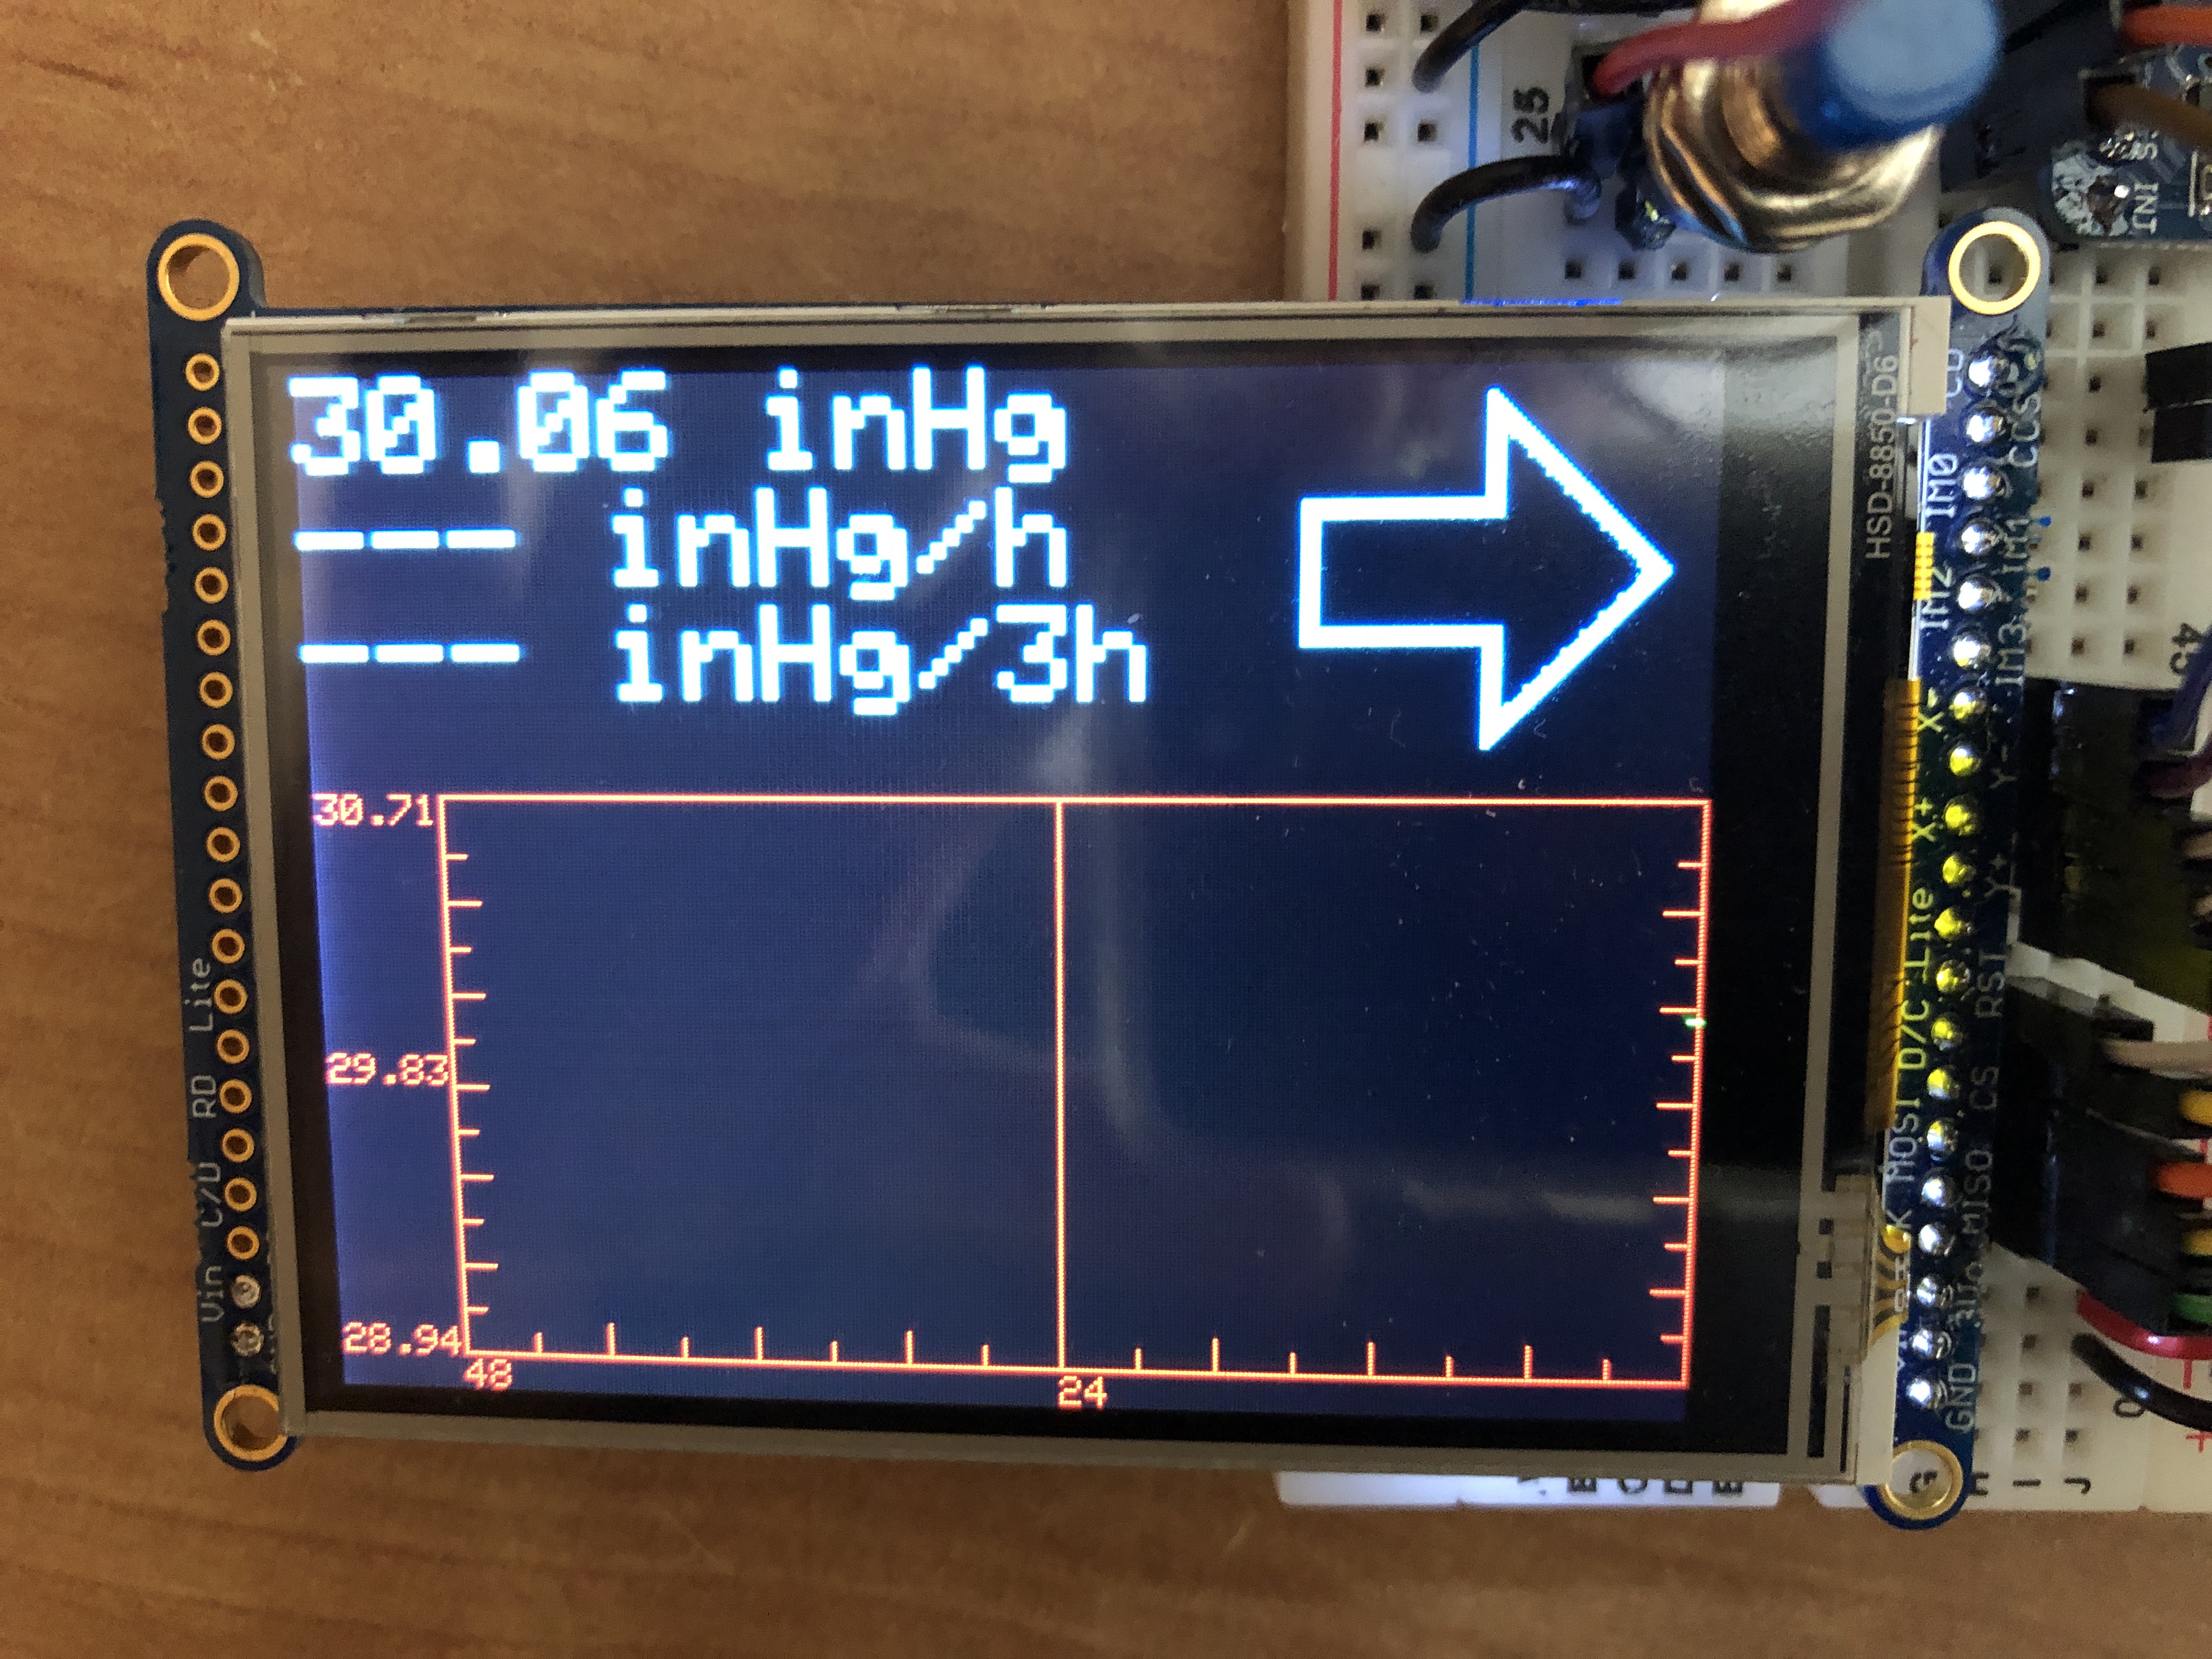 30.06 inHg
--- inHg/h
--- inHg/3h
30.71
29.83
28.94
48
24
HSD-8850-D6
25
Lite
RD
C/D
Vin
CD
CCS
IM0
IM1
IM2
IM3
X-
Y-
X+
Y+
Lite
D/C
RST
CS
MOSI
MISO
3Vo
GND
INI
45
G
H
I
J